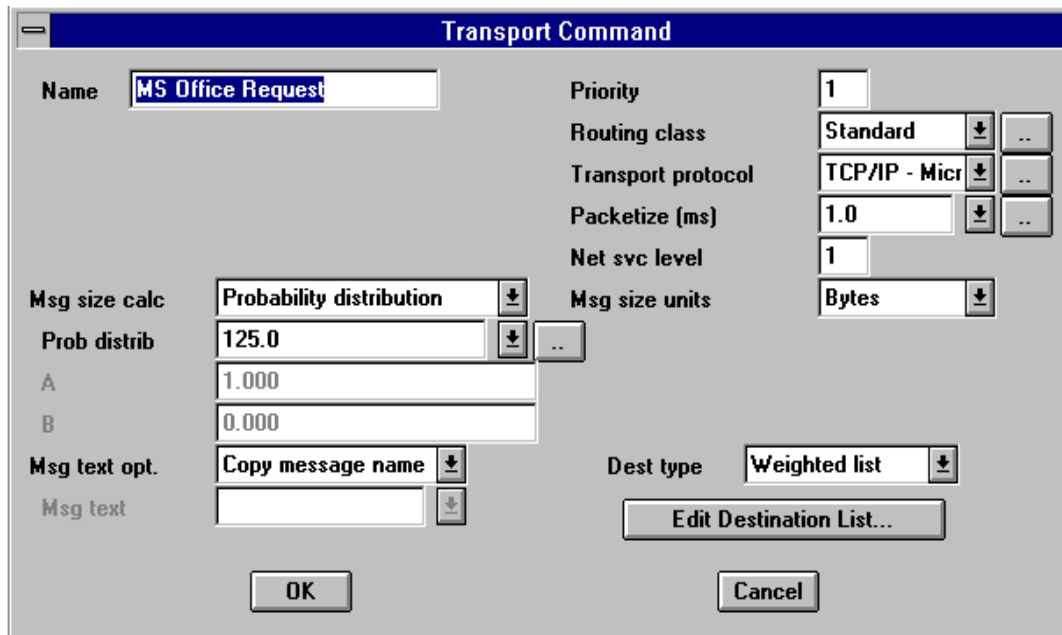 Transport Command
Name MS Office Request
Priority 1
Routing class Standard ..
Transport protocol TCP/IP - Micr ..
Packetize (ms) 1.0 ..
Net svc level 1
Msg size calc Probability distribution
Msg size units Bytes
Prob distrib 125.0 ..
A 1.000
B 0.000
Msg text opt. Copy message name
Dest type Weighted list
Msg text
Edit Destination List...
OK
Cancel